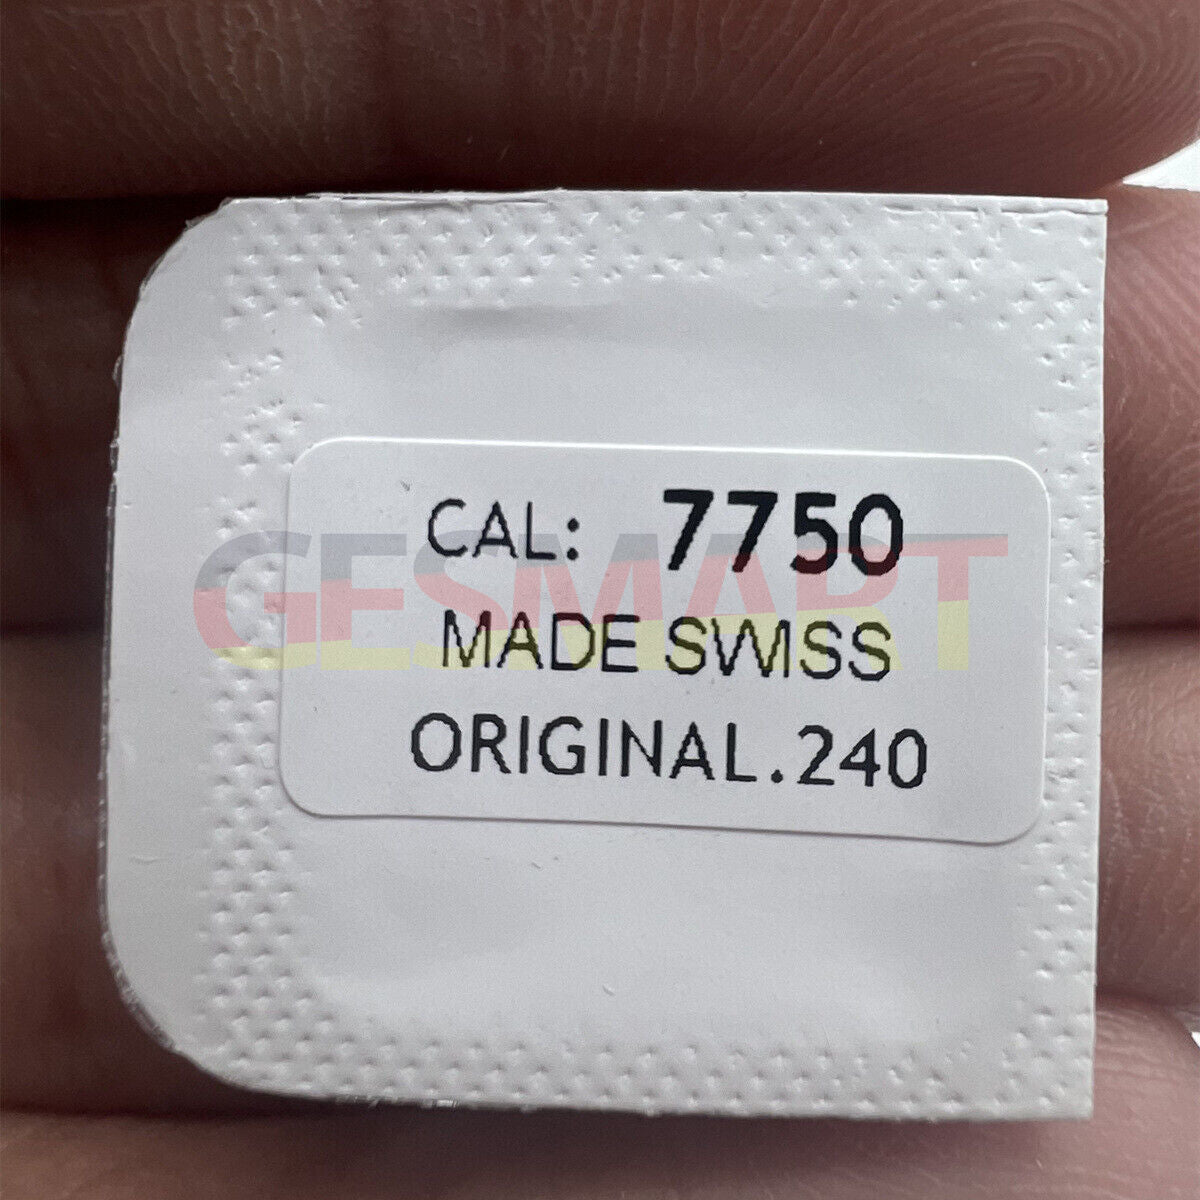 CAL: 7750
GESMART
MADE SWISS
ORIGINAL.240